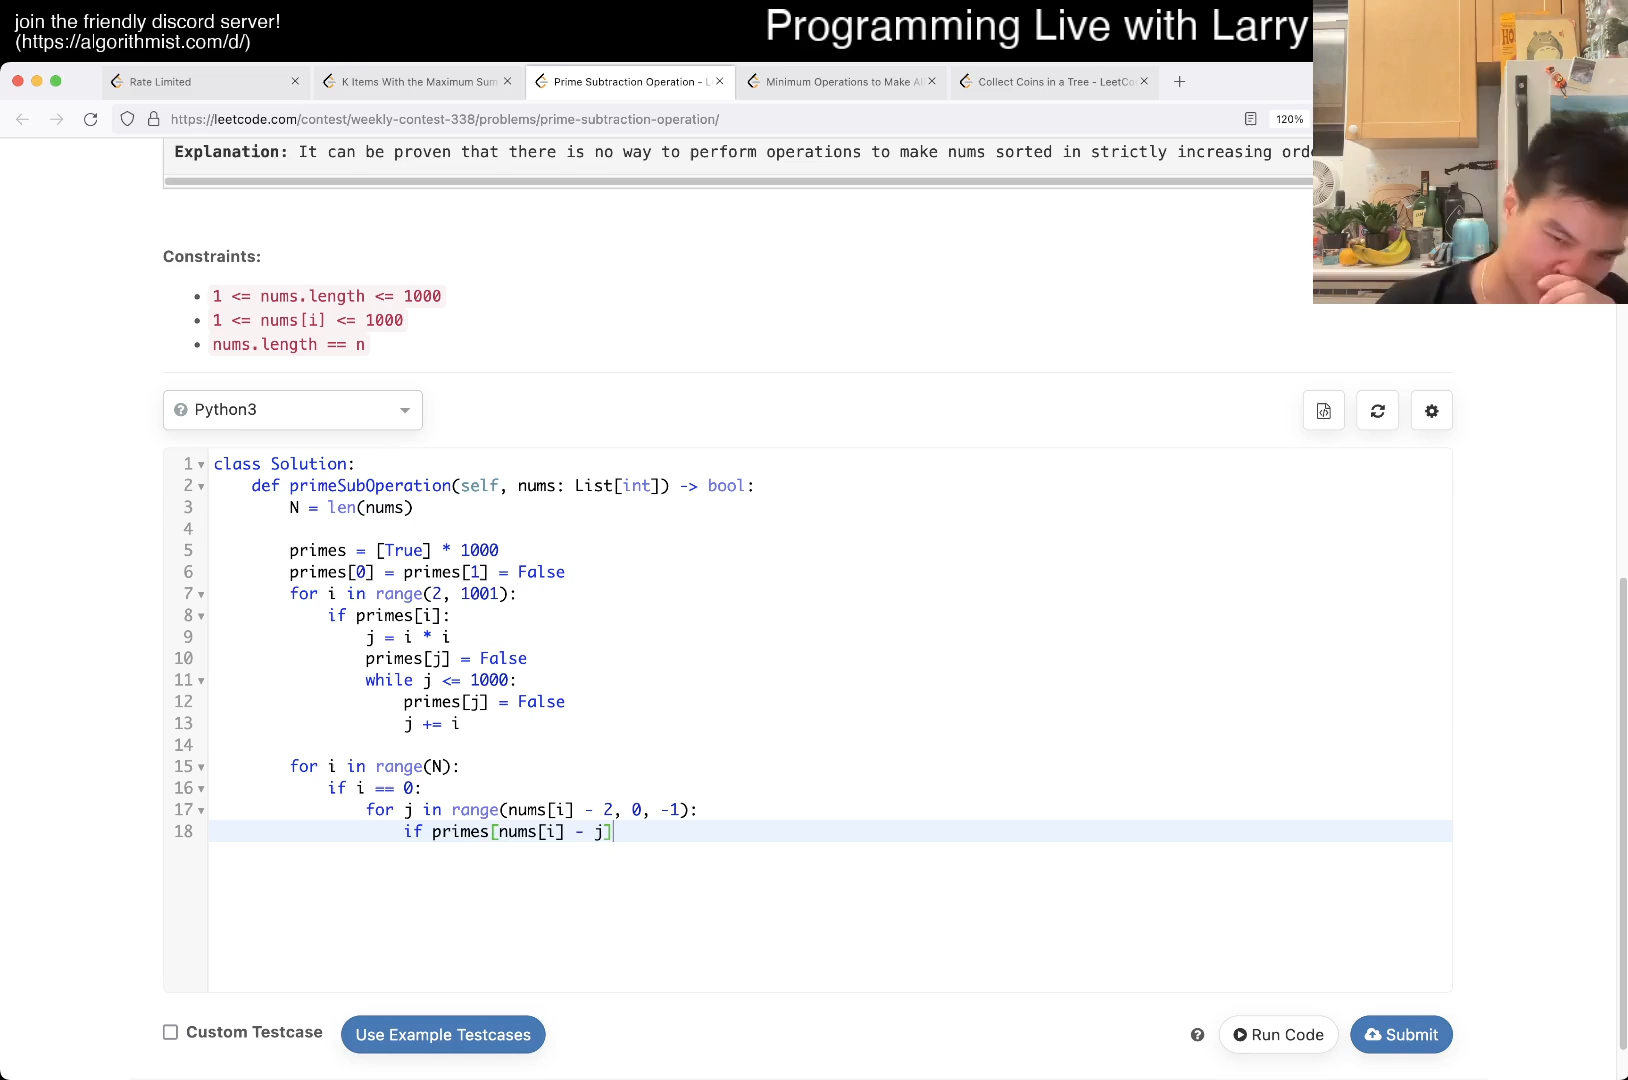 join the friendly discord server!
(https://algorithmist.com/d/)
Programming Live with Larry
Rate Limited
K Items With the Maximum Sum
Prime Subtraction Operation - L
Minimum Operations to Make Al
Collect Coins in a Tree - LeetCo
https://leetcode.com/contest/weekly-contest-338/problems/prime-subtraction-operation/
120%
Explanation: It can be proven that there is no way to perform operations to make nums sorted in strictly increasing orde
Constraints:
1 <= nums.length <= 1000
1 <= nums[i] <= 1000
nums.length == n
Python3
1 class Solution:
2 def primeSubOperation(self, nums: List[int]) -> bool:
3 N = len(nums)
4
5 primes = [True] * 1000
6 primes[0] = primes[1] = False
7 for i in range(2, 1001):
8 if primes[i]:
9 j = i * i
10 primes[j] = False
11 while j <= 1000:
12 primes[j] = False
13 j += i
14
15 for i in range(N):
16 if i == 0:
17 for j in range(nums[i] - 2, 0, -1):
18 if primes[nums[i] - j]
Custom Testcase
Use Example Testcases
Run Code
Submit